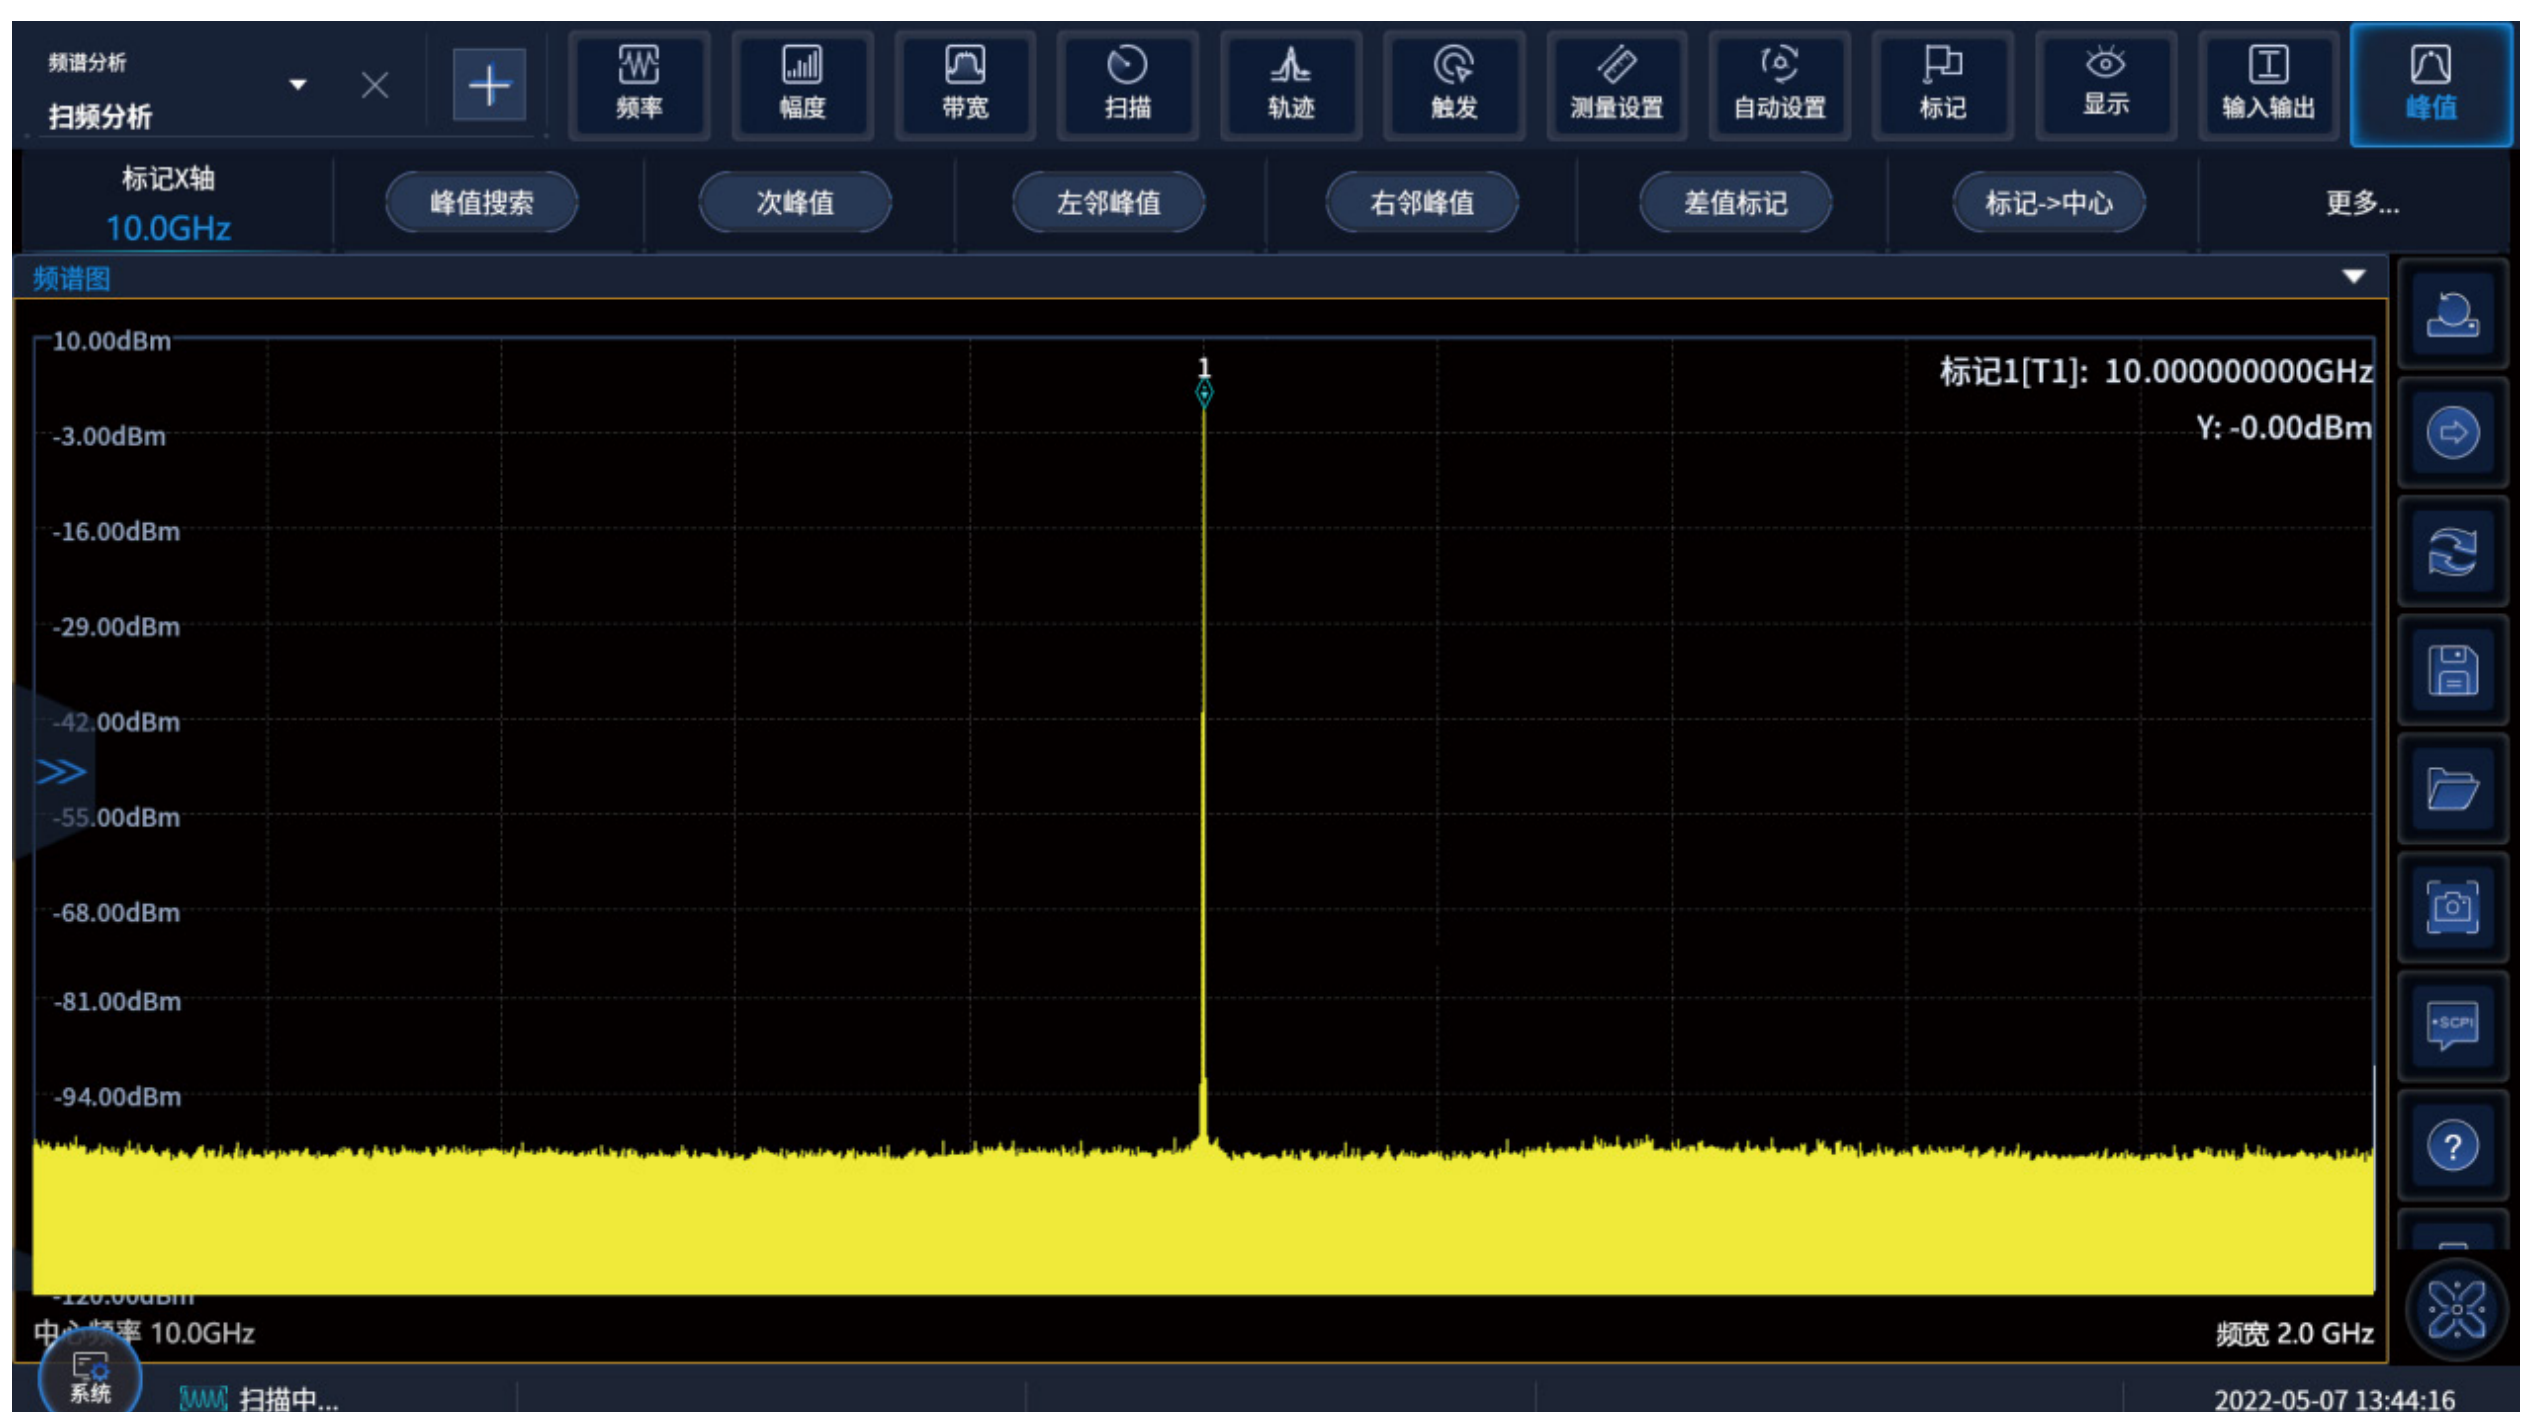 频谱分析
扫频分析
频率
幅度
带宽
扫描
轨迹
触发
测量设置
自动设置
标记
显示
输入输出
峰值
标记X轴
10.0GHz
峰值搜索
次峰值
左邻峰值
右邻峰值
差值标记
标记->中心
更多...
频谱图
10.00dBm
1
标记1[T1]: 10.000000000GHz
Y: -0.00dBm
-3.00dBm
-16.00dBm
-29.00dBm
-42.00dBm
-55.00dBm
-68.00dBm
-81.00dBm
•SCPI
-94.00dBm
-120.00dBm
中心频率 10.0GHz
频宽 2.0 GHz
系统
扫描中...
2022-05-07 13:44:16